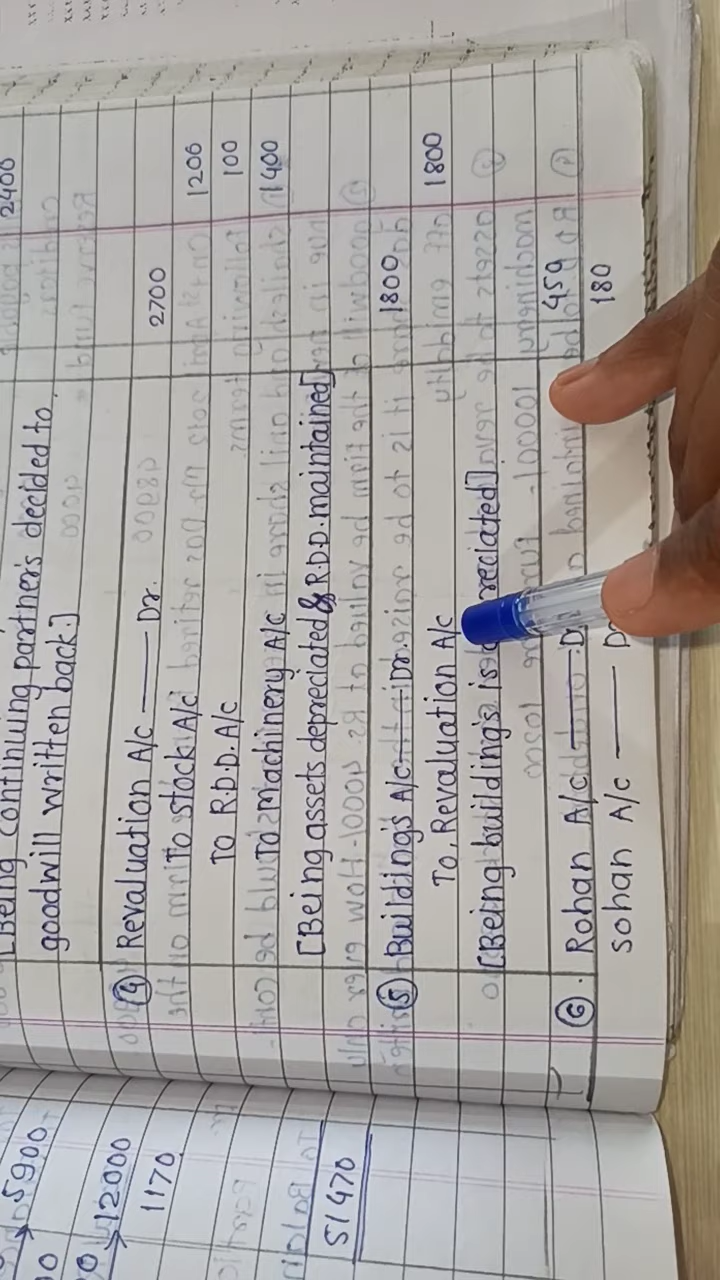 2400
[Being continuing partners decided to
goodwill written back.]
④ Revaluation A/c —— Dr. 2700
To stock A/c 1200
TO R.D.D. A/c 100
To Machinery A/c 1400
[Being assets depreciated & R.D.D. maintained]
⑤ Building's A/c —— Dr. 1800
To, Revaluation A/c 1800
[Being building's is reciated]
⑥. Rohan A/c —— Dr 450
sohan A/c —— Dr 180
5900
12000
1170
51470